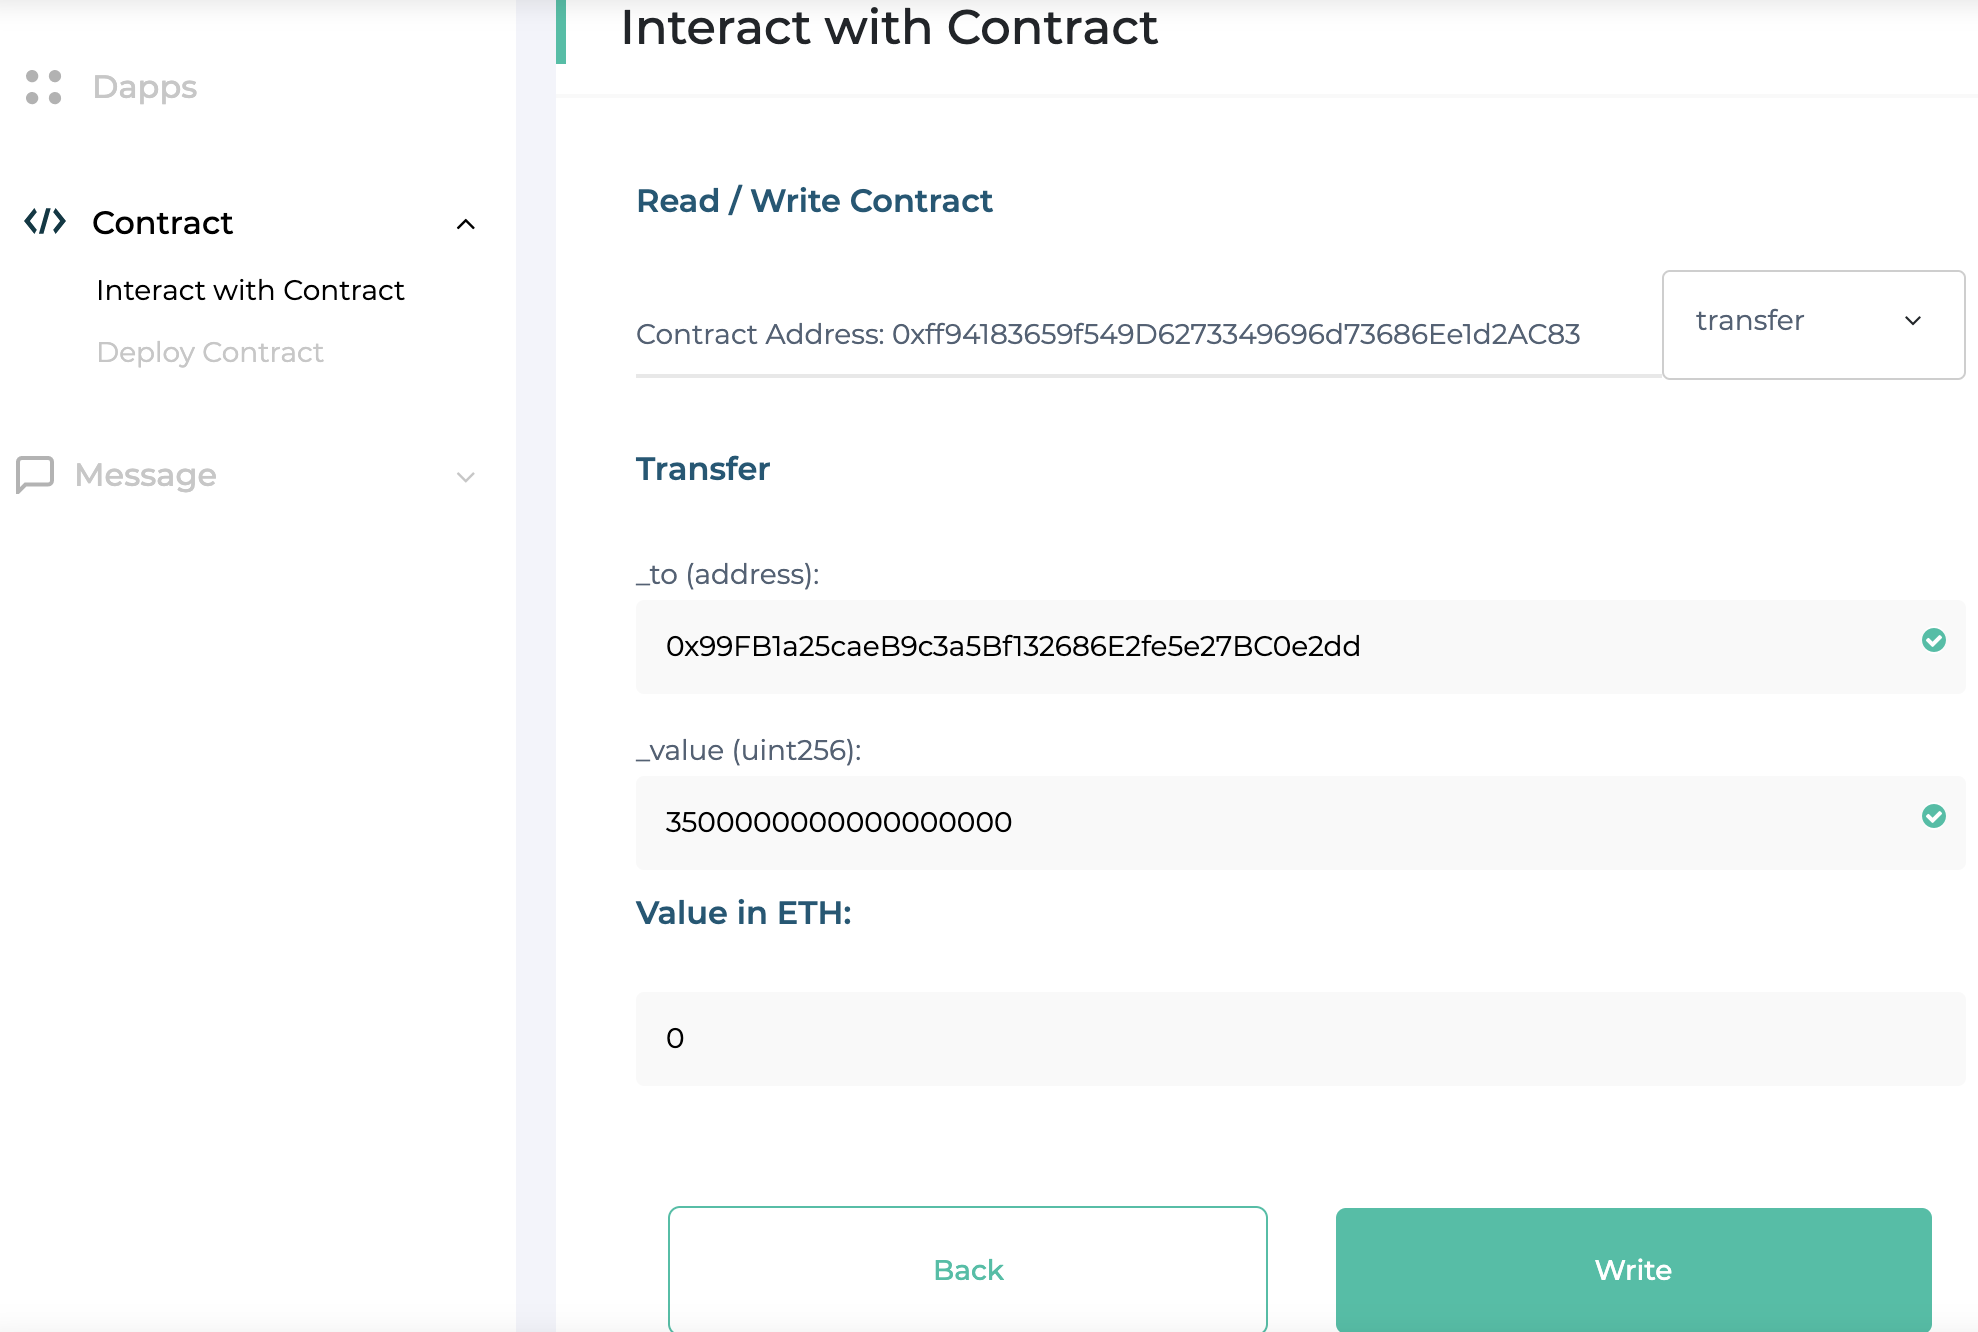 Interact with Contract
Dapps
Contract
Interact with Contract
Deploy Contract
Message
Read / Write Contract
Contract Address: 0xff94183659f549D6273349696d73686Ee1d2AC83
transfer
Transfer
_to (address):
0x99FB1a25caeB9c3a5Bf132686E2fe5e27BC0e2dd
_value (uint256):
3500000000000000000
Value in ETH:
0
Back
Write